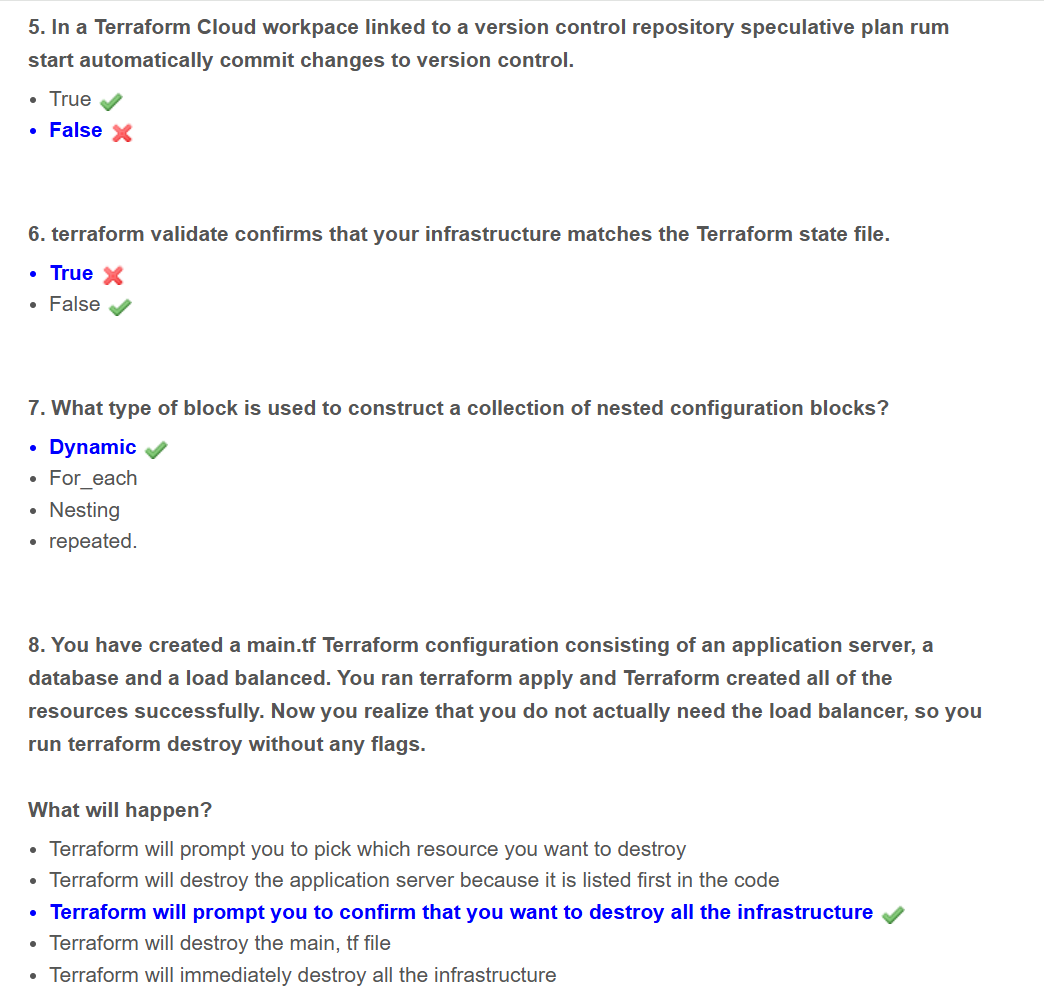 5. In a Terraform Cloud workpace linked to a version control repository speculative plan rum
start automatically commit changes to version control.
True
False
6. terraform validate confirms that your infrastructure matches the Terraform state file.
True
False
7. What type of block is used to construct a collection of nested configuration blocks?
Dynamic
For_each
Nesting
repeated.
8. You have created a main.tf Terraform configuration consisting of an application server, a
database and a load balanced. You ran terraform apply and Terraform created all of the
resources successfully. Now you realize that you do not actually need the load balancer, so you
run terraform destroy without any flags.
What will happen?
Terraform will prompt you to pick which resource you want to destroy
Terraform will destroy the application server because it is listed first in the code
Terraform will prompt you to confirm that you want to destroy all the infrastructure
Terraform will destroy the main, tf file
Terraform will immediately destroy all the infrastructure